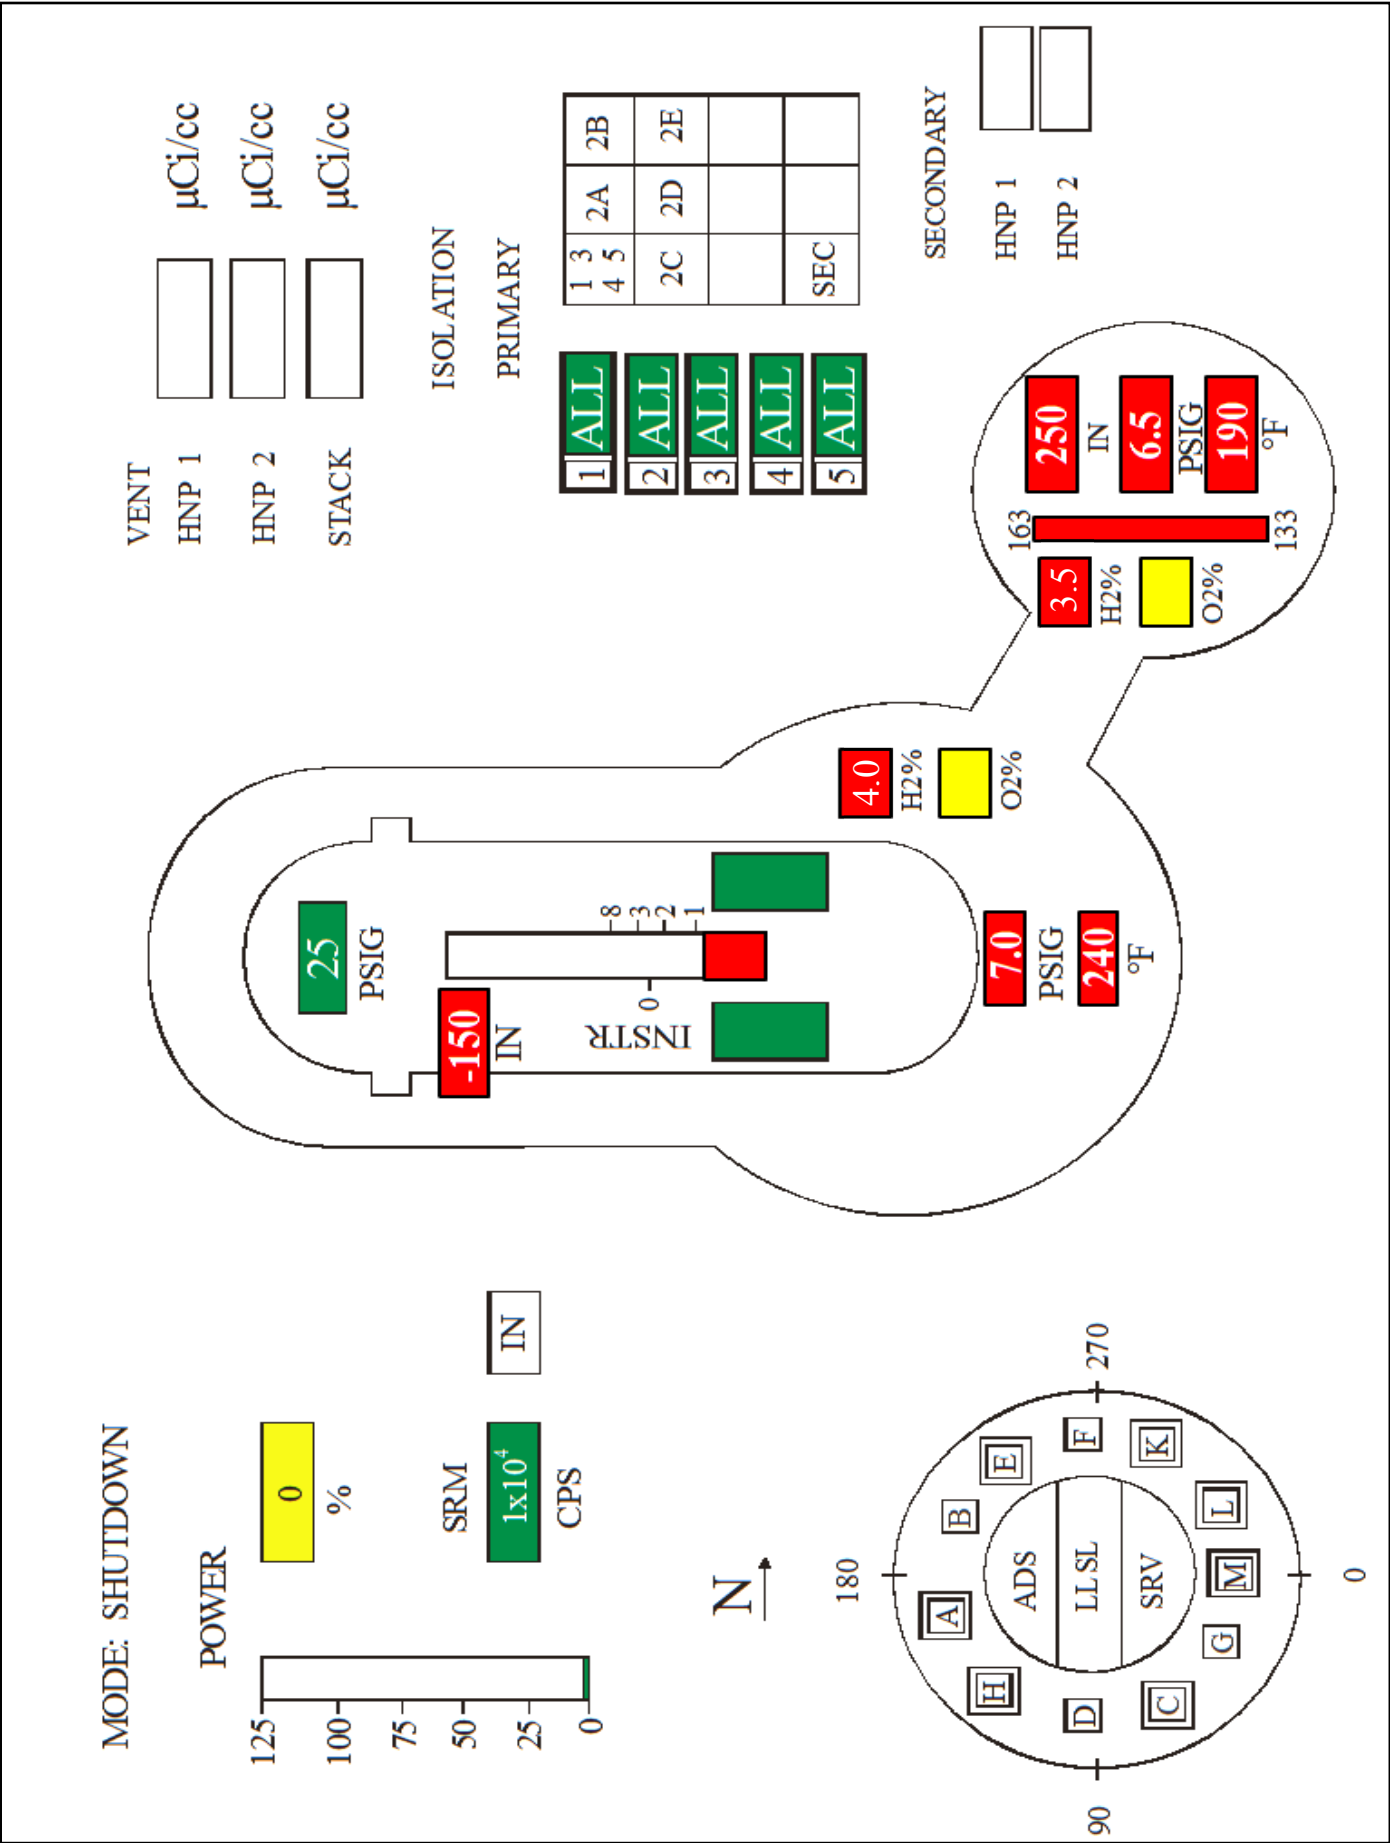 MODE: SHUTDOWN
POWER
125
100
75
50
25
0
0
%
SRM
1x10⁴
CPS
IN
N
180
270
90
0
ADS
LLSL
SRV
A
B
E
F
K
L
M
G
C
D
H
25
PSIG
-150
IN
INSTR
0
8
3
2
1
7.0
PSIG
240
°F
4.0
H2%
O2%
3.5
H2%
O2%
163
133
250
IN
6.5
PSIG
190
°F
VENT
HNP 1 µCi/cc
HNP 2 µCi/cc
STACK µCi/cc
ISOLATION
PRIMARY
1 ALL
2 ALL
3 ALL
4 ALL
5 ALL
1 3
4 5
2A
2B
2C
2D
2E
SEC
SECONDARY
HNP 1
HNP 2